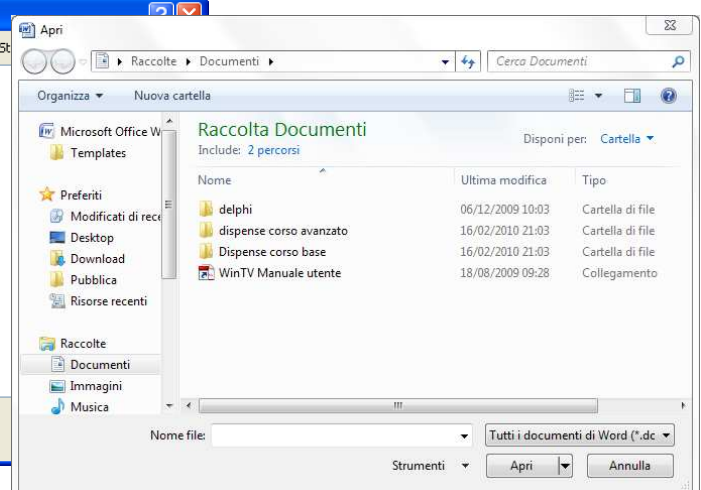 Apri
St
Raccolte Documenti
Cerca Documenti
Organizza Nuova cartella
Microsoft Office W
Templates
Preferiti
Modificati di rece
Desktop
Download
Pubblica
Risorse recenti
Raccolte
Documenti
Immagini
Musica
Raccolta Documenti
Include: 2 percorsi
Disponi per: Cartella
Nome Ultima modifica Tipo
delphi 06/12/2009 10:03 Cartella di file
dispense corso avanzato 16/02/2010 21:03 Cartella di file
Dispense corso base 16/02/2010 21:03 Cartella di file
WinTV Manuale utente 18/08/2009 09:28 Collegamento
Nome file: Tutti i documenti di Word (*.dc
Strumenti Apri Annulla